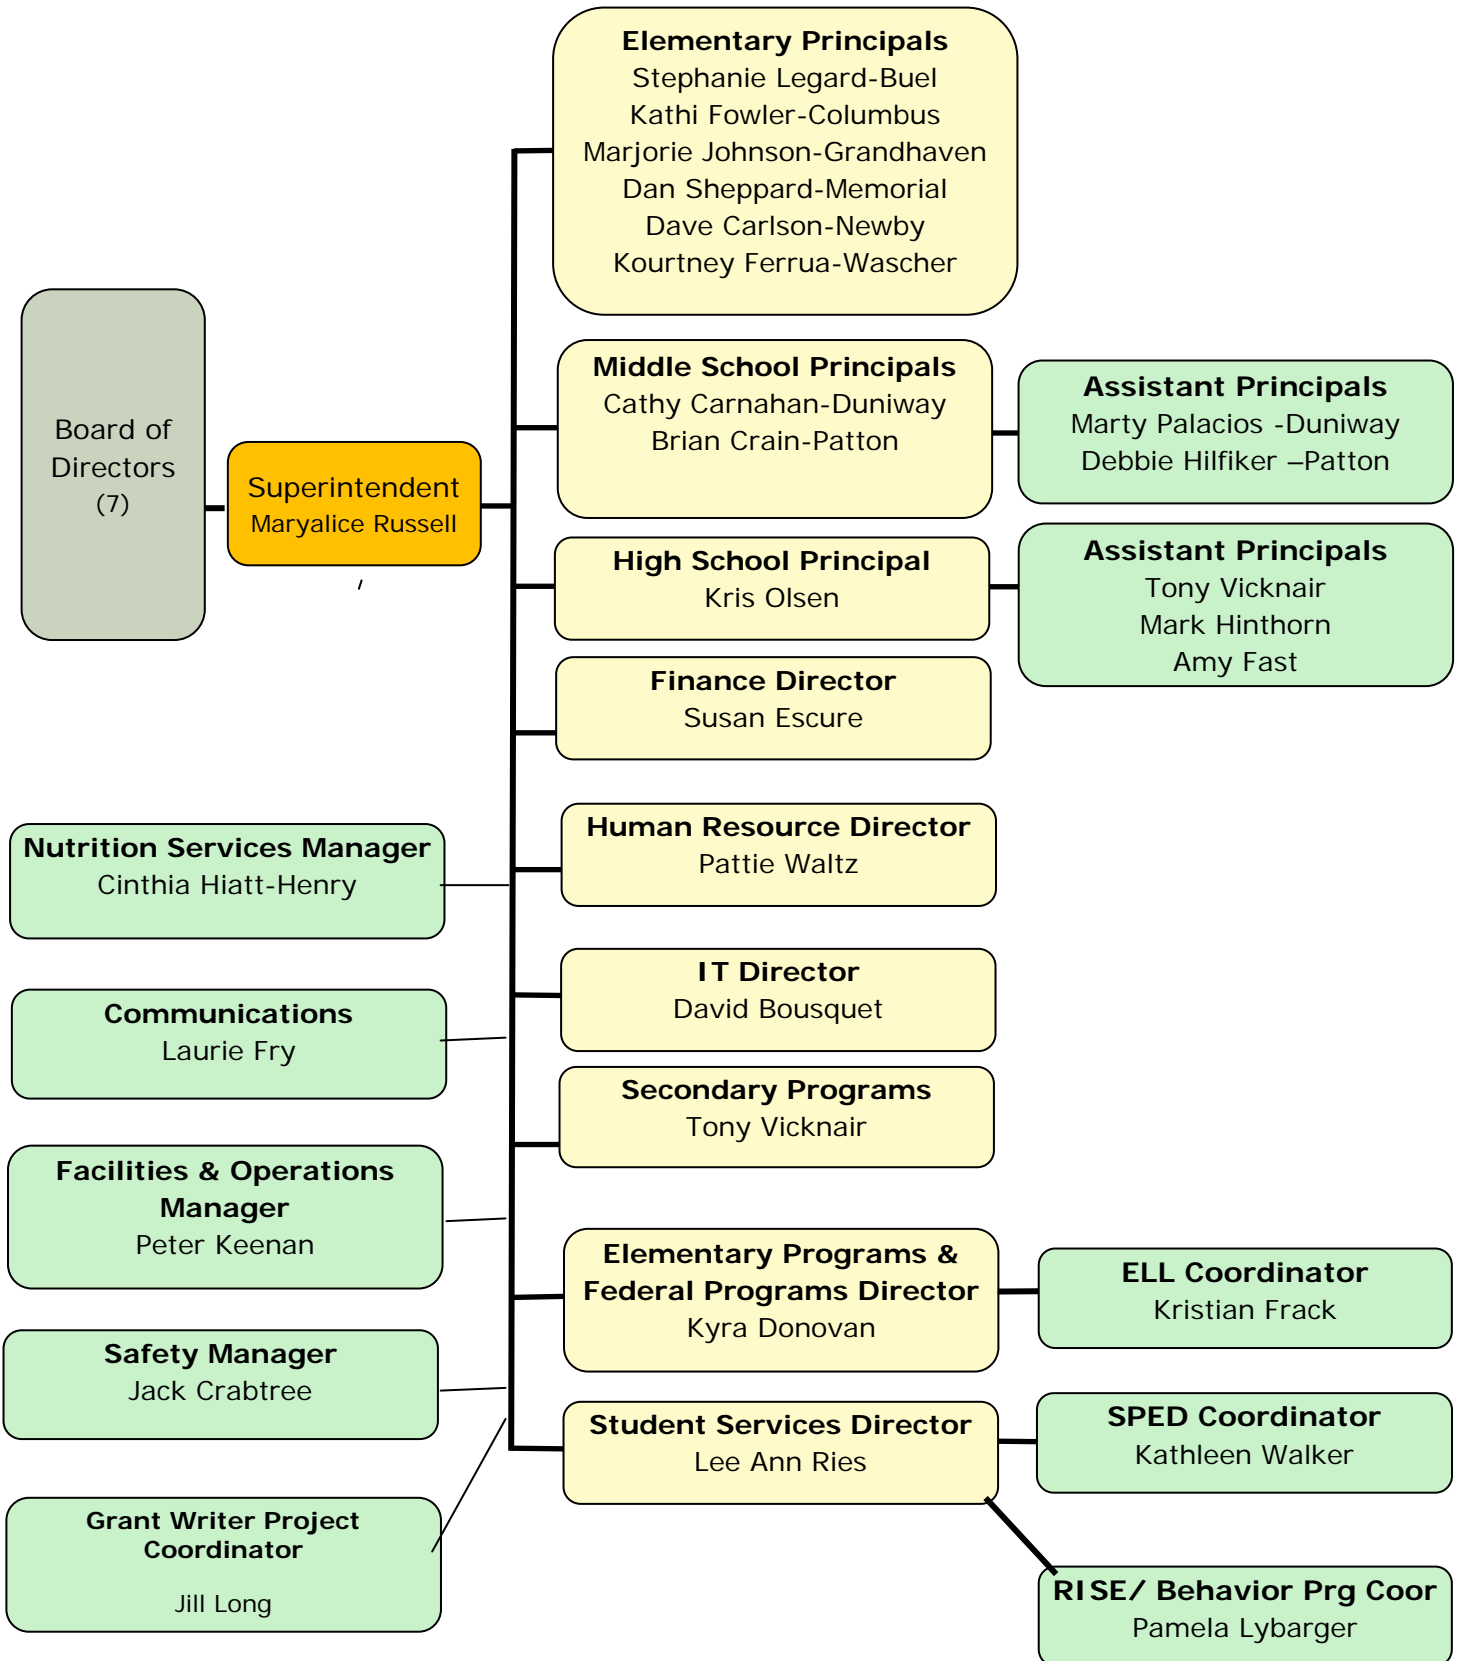 Elementary Principals
Stephanie Legard-Buel
Kathi Fowler-Columbus
Marjorie Johnson-Grandhaven
Dan Sheppard-Memorial
Dave Carlson-Newby
Kourtney Ferrua-Wascher
Board of
Directors
(7)
Superintendent
Maryalice Russell
Middle School Principals
Cathy Carnahan-Duniway
Brian Crain-Patton
Assistant Principals
Marty Palacios -Duniway
Debbie Hilfiker –Patton
High School Principal
Kris Olsen
Assistant Principals
Tony Vicknair
Mark Hinthorn
Amy Fast
Finance Director
Susan Escure
Human Resource Director
Pattie Waltz
Nutrition Services Manager
Cinthia Hiatt-Henry
IT Director
David Bousquet
Communications
Laurie Fry
Secondary Programs
Tony Vicknair
Facilities & Operations
Manager
Peter Keenan
Elementary Programs &
Federal Programs Director
Kyra Donovan
ELL Coordinator
Kristian Frack
Safety Manager
Jack Crabtree
Student Services Director
Lee Ann Ries
SPED Coordinator
Kathleen Walker
Grant Writer Project
Coordinator
Jill Long
RISE/ Behavior Prg Coor
Pamela Lybarger